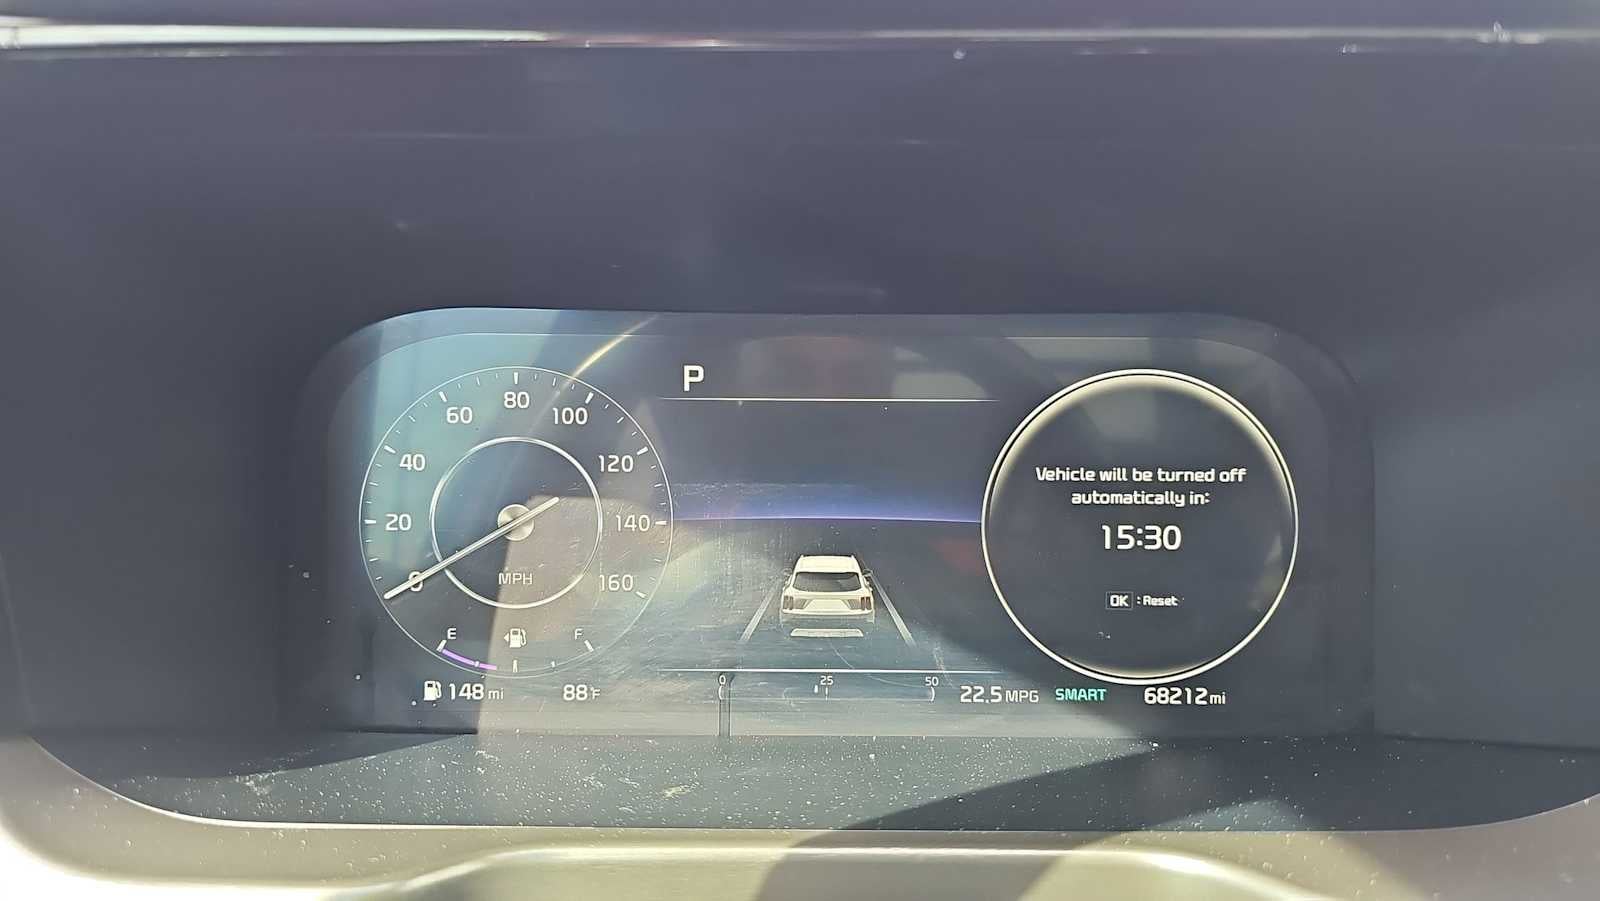 P
0
20
40
60
80
100
120
140
160
MPH
E
F
148 mi
88°F
0
25
50
22.5 MPG
SMART
68212 mi
Vehicle will be turned off
automatically in:
15:30
OK : Reset